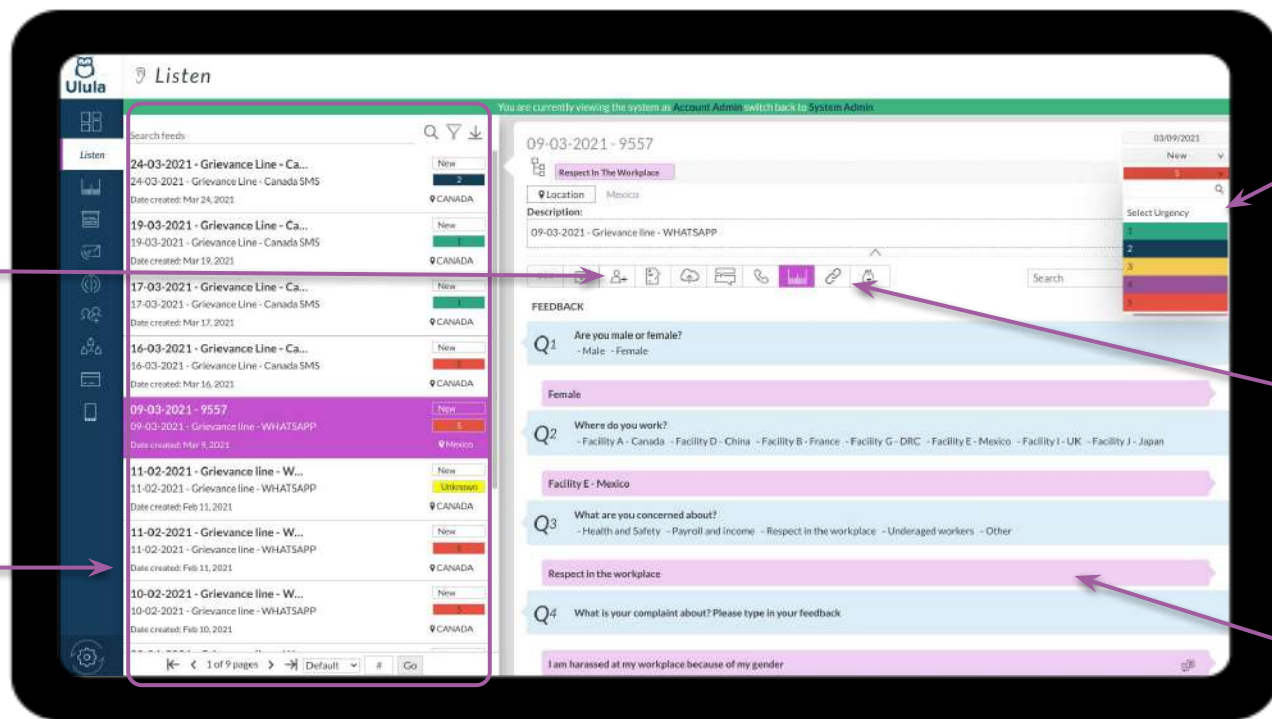 Ulula
Listen
You are currently viewing the system as Account Admin switch back to System Admin
Listen
Search feeds
24-03-2021 - Grievance Line - Ca...
New
24-03-2021 - Grievance Line - Canada SMS
2
Date created: Mar 24, 2021
CANADA
19-03-2021 - Grievance Line - Ca...
New
19-03-2021 - Grievance Line - Canada SMS
1
Date created: Mar 19, 2021
CANADA
17-03-2021 - Grievance Line - Ca...
New
17-03-2021 - Grievance Line - Canada SMS
1
Date created: Mar 17, 2021
CANADA
16-03-2021 - Grievance Line - Ca...
New
16-03-2021 - Grievance Line - Canada SMS
5
Date created: Mar 16, 2021
CANADA
09-03-2021 - 9557
New
09-03-2021 - Grievance line - WHATSAPP
5
Date created: Mar 9, 2021
Mexico
11-02-2021 - Grievance line - W...
New
11-02-2021 - Grievance line - WHATSAPP
Unknown
Date created: Feb 11, 2021
CANADA
11-02-2021 - Grievance line - W...
New
11-02-2021 - Grievance line - WHATSAPP
Date created: Feb 11, 2021
CANADA
10-02-2021 - Grievance line - W...
New
10-02-2021 - Grievance line - WHATSAPP
5
Date created: Feb 10, 2021
CANADA
1 of 9 pages
Default
#
Go
09-03-2021 - 9557
Respect In The Workplace
Location
Mexico
Description:
09-03-2021 - Grievance line - WHATSAPP
03/09/2021
New
5
Select Urgency
1
2
3
4
5
Search
FEEDBACK
Q1
Are you male or female?
- Male - Female
Female
Q2
Where do you work?
- Facility A - Canada - Facility D - China - Facility B - France - Facility G - DRC - Facility E - Mexico - Facility I - UK - Facility J - Japan
Facility E - Mexico
Q3
What are you concerned about?
- Health and Safety - Payroll and income - Respect in the workplace - Underaged workers - Other
Respect in the workplace
Q4
What is your complaint about? Please type in your feedback
I am harassed at my workplace because of my gender